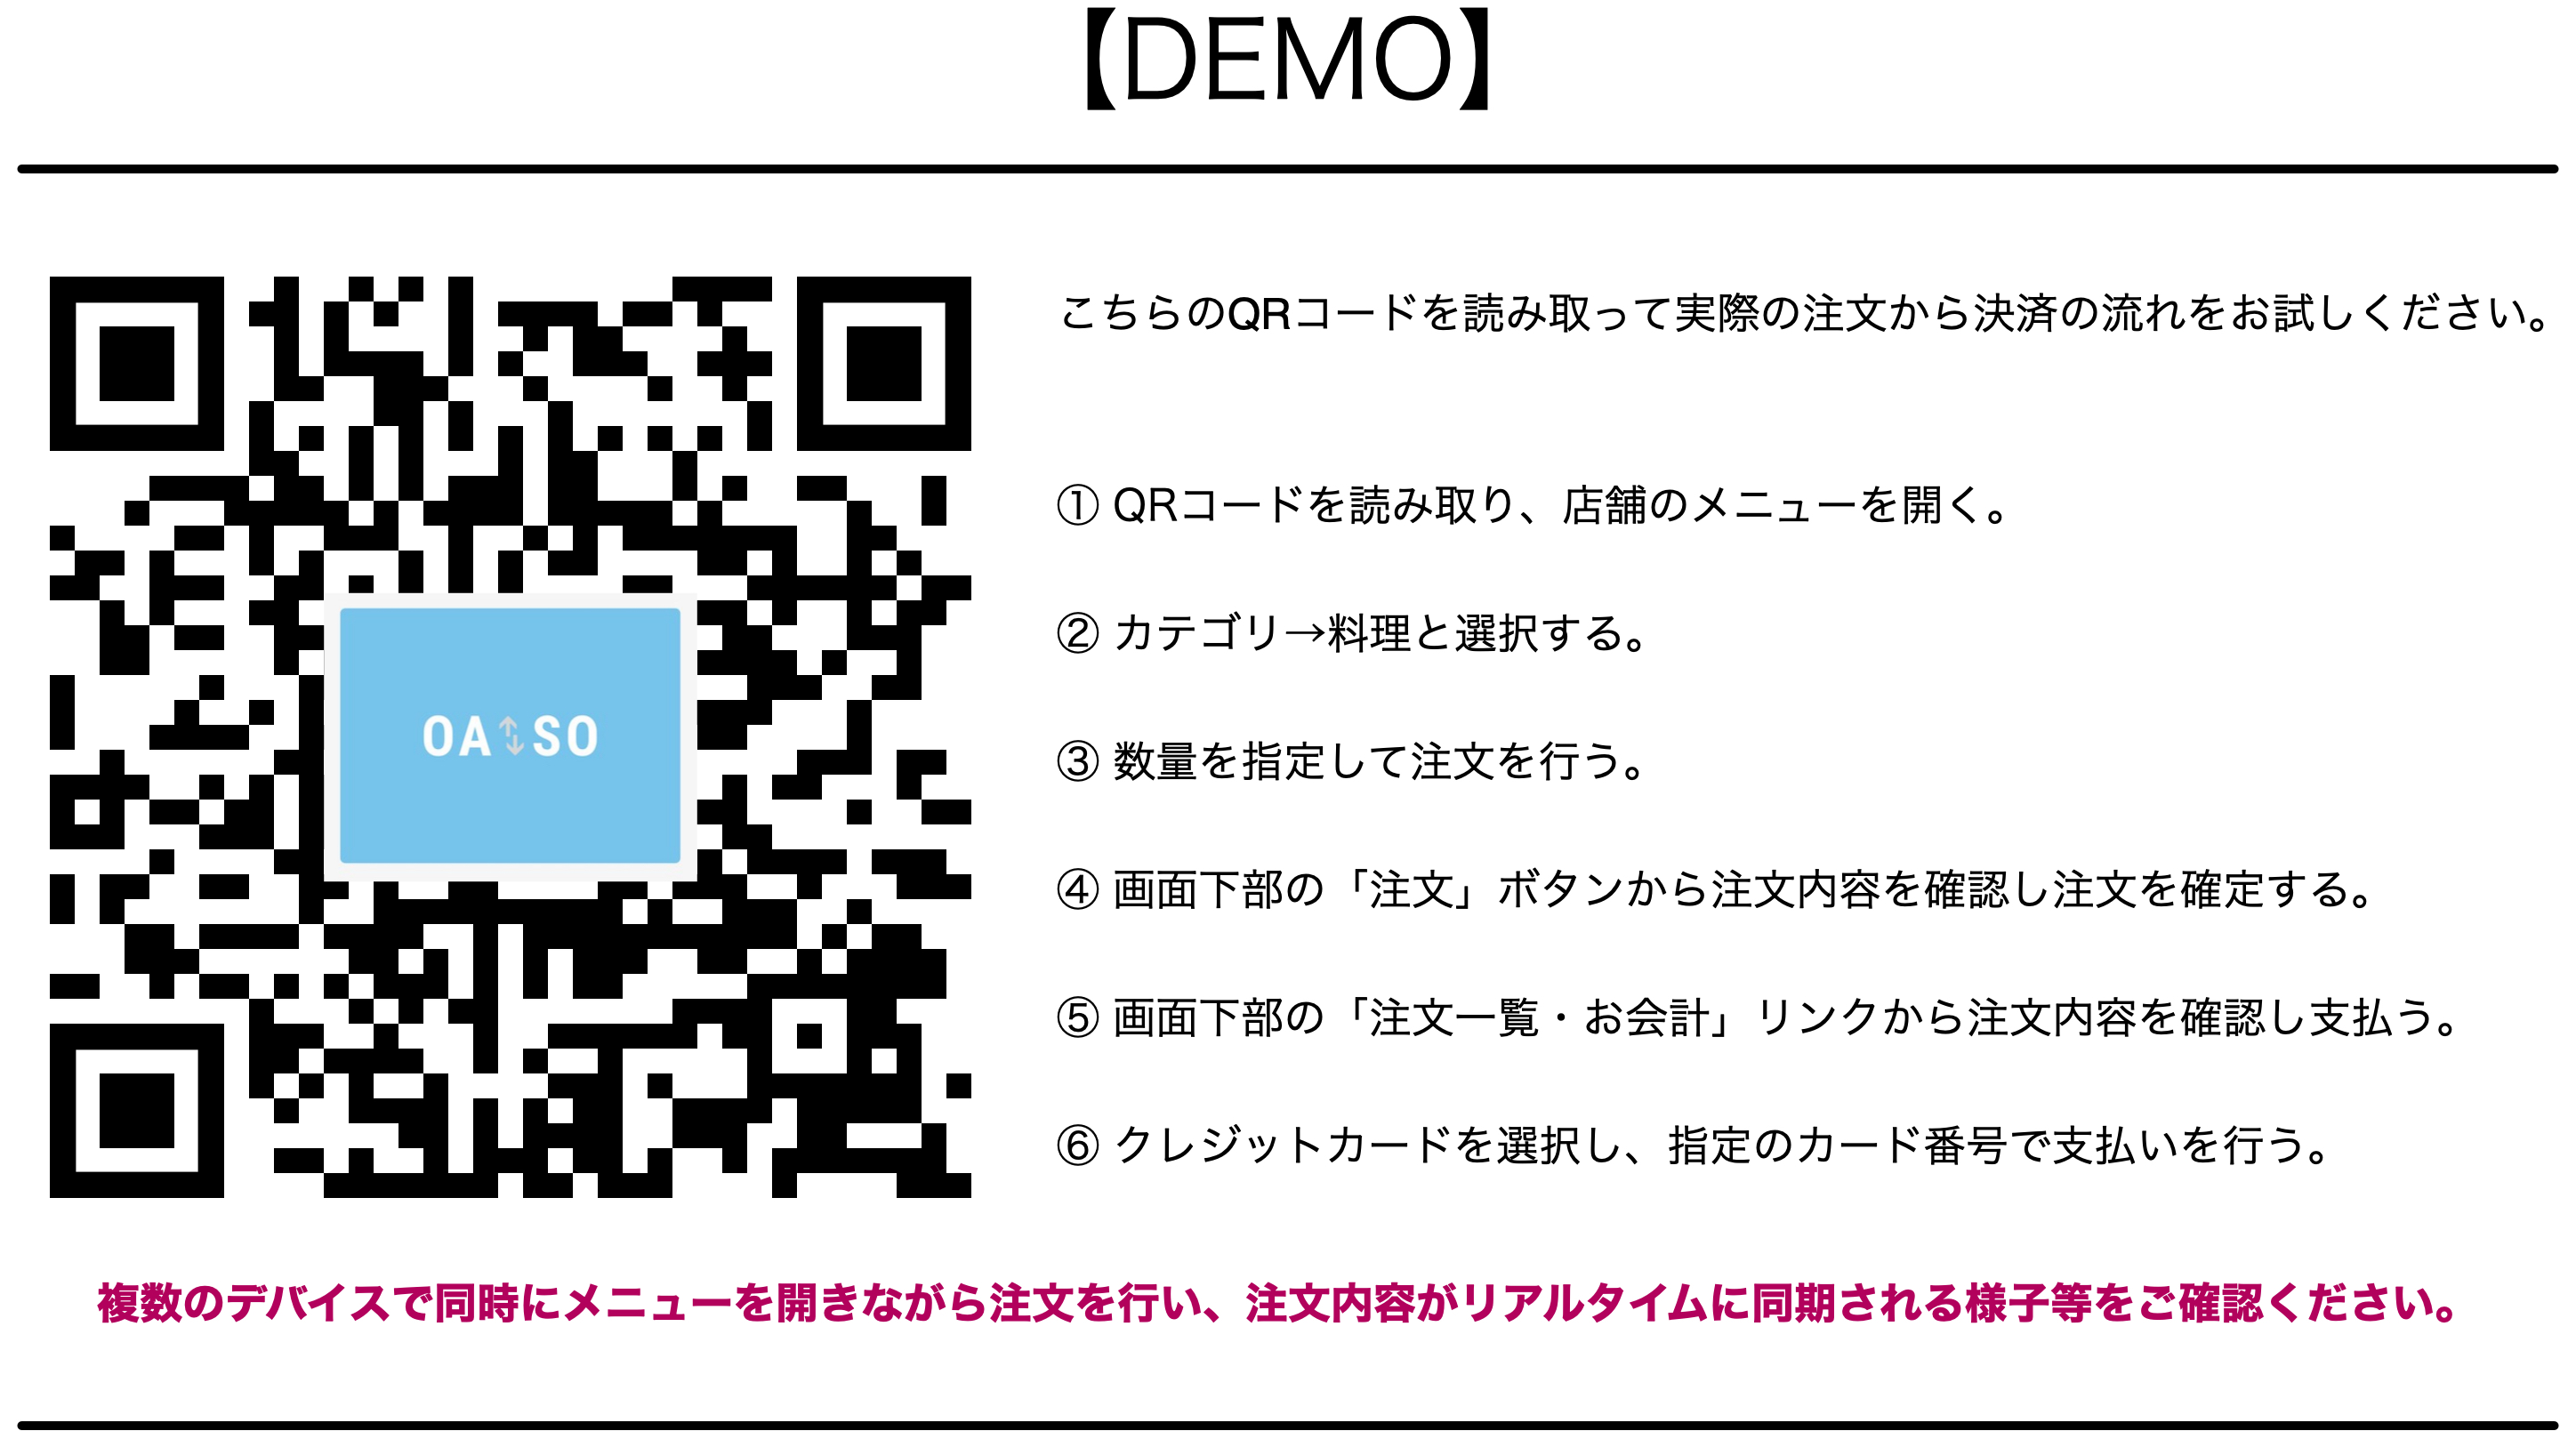 【DEMO】
こちらのQRコードを読み取って実際の注文から決済の流れをお試しください。
① QRコードを読み取り、店舗のメニューを開く。
② カテゴリ→料理と選択する。
③ 数量を指定して注文を行う。
OA⇅SO
④ 画面下部の「注文」ボタンから注文内容を確認し注文を確定する。
⑤ 画面下部の「注文一覧・お会計」リンクから注文内容を確認し支払う。
⑥ クレジットカードを選択し、指定のカード番号で支払いを行う。
複数のデバイスで同時にメニューを開きながら注文を行い、注文内容がリアルタイムに同期される様子等をご確認ください。